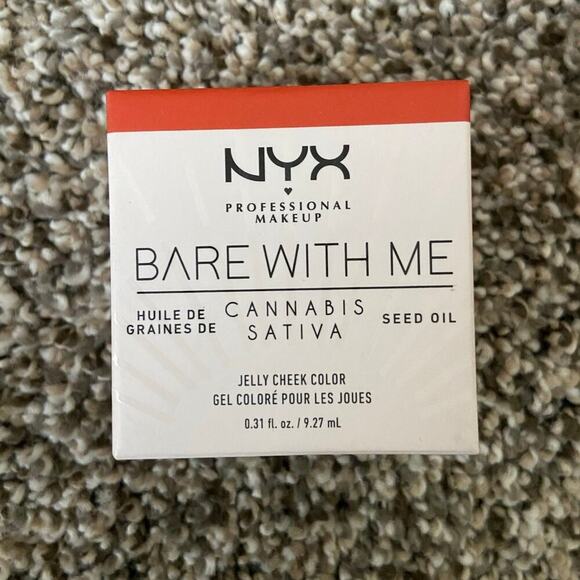 NYX
PROFESSIONAL
MAKEUP
BARE WITH ME
HUILE DE GRAINES DE
CANNABIS SATIVA
SEED OIL
JELLY CHEEK COLOR
GEL COLORÉ POUR LES JOUES
0.31 fl. oz. / 9.27 mL